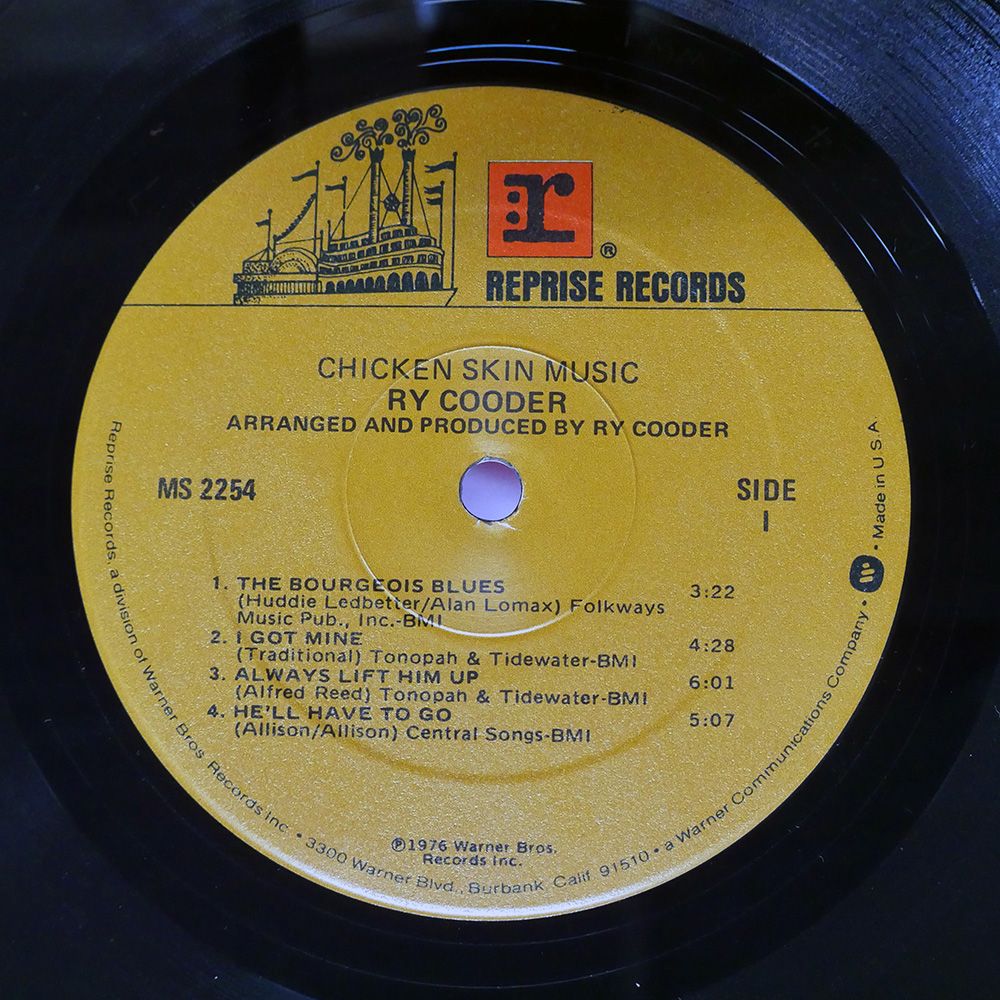 r
®
REPRISE RECORDS
CHICKEN SKIN MUSIC
RY COODER
ARRANGED AND PRODUCED BY RY COODER
MS 2254
SIDE
1
1. THE BOURGEOIS BLUES 3:22
(Huddie Ledbetter/Alan Lomax) Folkways
Music Pub., Inc.-BMI
2. I GOT MINE 4:28
(Traditional) Tonopah & Tidewater-BMI
3. ALWAYS LIFT HIM UP 6:01
(Alfred Reed) Tonopah & Tidewater-BMI
4. HE'LL HAVE TO GO 5:07
(Allison/Allison) Central Songs-BMI
℗1976 Warner Bros.
Records Inc.
Reprise Records, a division of Warner Bros. Records Inc. • 3300 Warner Blvd., Burbank, Calif. 91510 • a Warner Communications Company • Made in U.S.A.